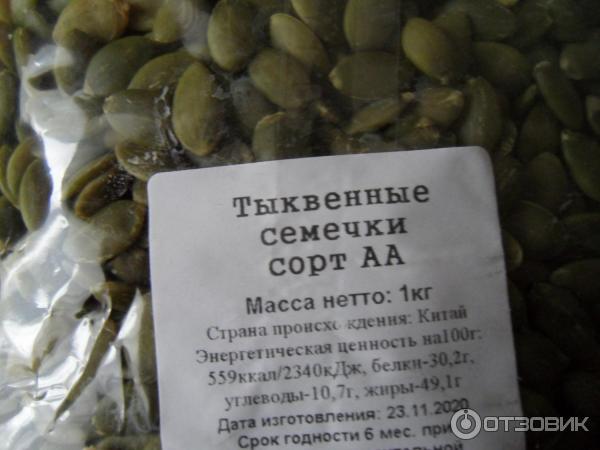 Тыквенные
семечки
сорт АА
Масса нетто: 1кг
Страна происхождения: Китай
Энергетическая ценность на100г:
559ккал/2340кДж, белки-30,2г,
углеводы-10,7г, жиры-49,1г
Дата изготовления: 23.11.2020
Срок годности 6 мес. при
ОТЗОВИК